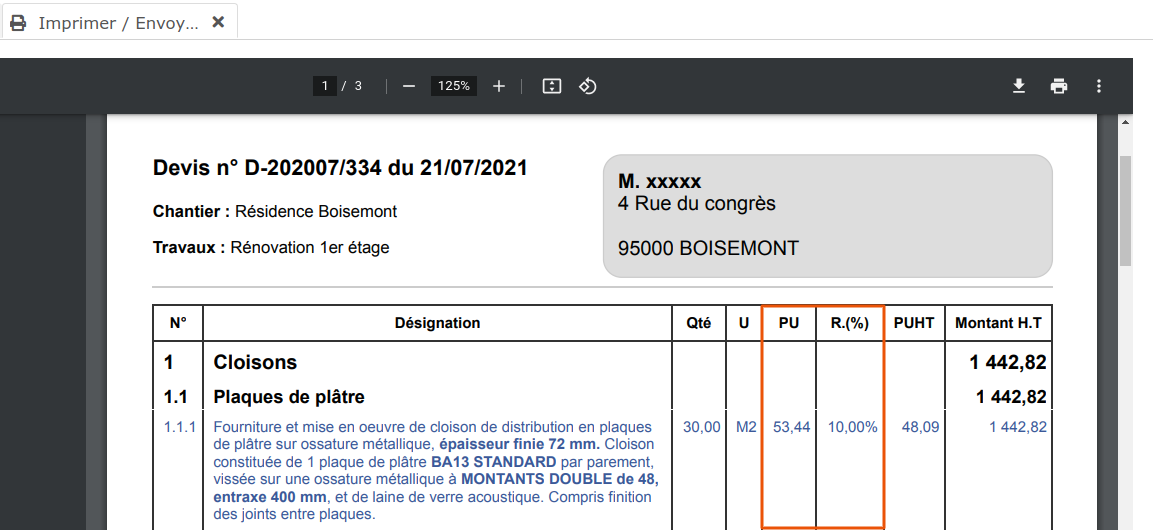 Imprimer / Envoy... ×
1 / 3 — 125% +
Devis n° D-202007/334 du 21/07/2021
M. xxxxx
4 Rue du congrès
Chantier : Résidence Boisemont
Travaux : Rénovation 1er étage
95000 BOISEMONT
N° Désignation Qté U PU R.(%) PUHT Montant H.T
1 Cloisons 1 442,82
1.1 Plaques de plâtre 1 442,82
1.1.1 Fourniture et mise en oeuvre de cloison de distribution en plaques 30,00 M2 53,44 10,00% 48,09 1 442,82
de plâtre sur ossature métallique, épaisseur finie 72 mm. Cloison
constituée de 1 plaque de plâtre BA13 STANDARD par parement,
vissée sur une ossature métallique à MONTANTS DOUBLE de 48,
entraxe 400 mm, et de laine de verre acoustique. Compris finition
des joints entre plaques.